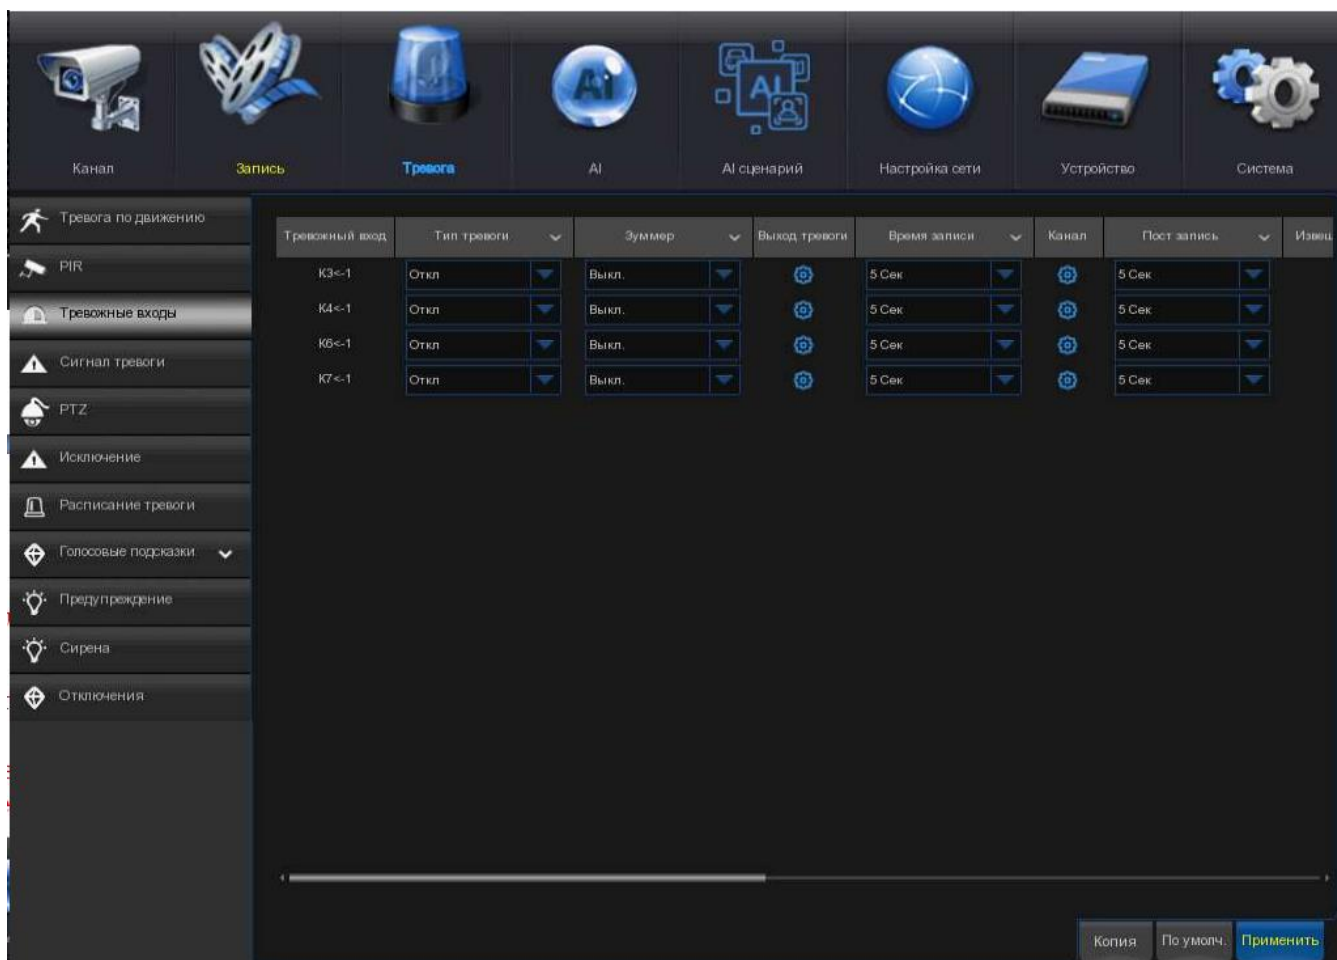 Канал
Запись
Тревога
AI
AI сценарий
Настройка сети
Устройство
Система
Тревога по движению
PIR
Тревожные входы
Сигнал тревоги
PTZ
Исключение
Расписание тревоги
Голосовые подсказки
Предупреждение
Сирена
Отключения
Тревожный вход Тип тревоги Зуммер Выход тревоги Время записи Канал Пост запись Извещ
К3<-1 Откл Выкл. 5 Сек 5 Сек
К4<-1 Откл Выкл. 5 Сек 5 Сек
К6<-1 Откл Выкл. 5 Сек 5 Сек
К7<-1 Откл Выкл. 5 Сек 5 Сек
Копия По умолч. Применить